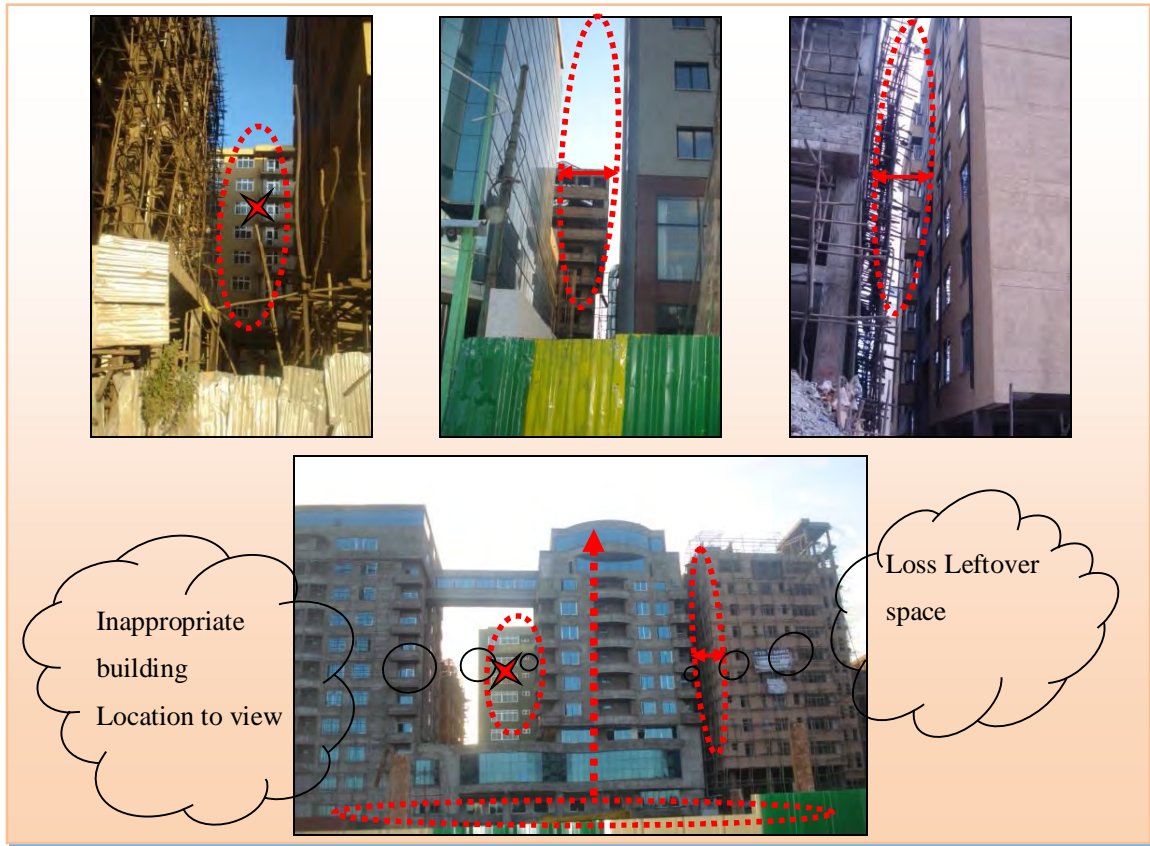 Inappropriate
building
Location to view
Loss Leftover
space